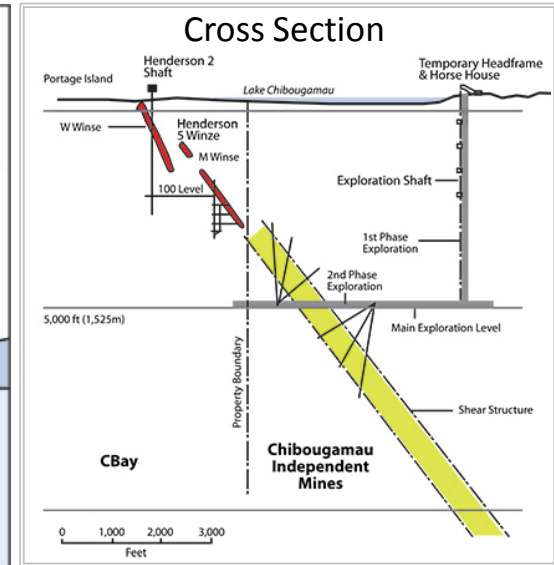 Cross Section
Henderson 2
Shaft
Temporary Headframe
& Horse House
Portage Island
Lake Chibougamau
W Winse
Henderson
S Winze
M Winse
100 Level
Exploration Shaft
1st Phase
Exploration
2nd Phase
Exploration
5,000 ft (1,525m)
Main Exploration Level
Property Boundary
Shear Structure
CBay
Chibougamau
Independent
Mines
0 1,000 2,000 3,000
Feet